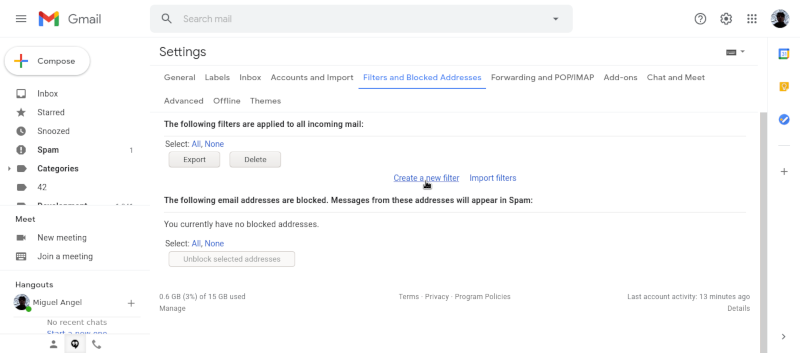 Gmail
Search mail
Compose
Inbox
Starred
Snoozed
Spam 1
Categories
42
Meet
New meeting
Join a meeting
Hangouts
Miguel Angel
No recent chats
Start a new one
Settings
General Labels Inbox Accounts and Import Filters and Blocked Addresses Forwarding and POP/IMAP Add-ons Chat and Meet
Advanced Offline Themes
The following filters are applied to all incoming mail:
Select: All, None
Export Delete
Create a new filter Import filters
The following email addresses are blocked. Messages from these addresses will appear in Spam:
You currently have no blocked addresses.
Select: All, None
Unblock selected addresses
0.6 GB (3%) of 15 GB used
Manage
Terms · Privacy · Program Policies
Last account activity: 13 minutes ago
Details